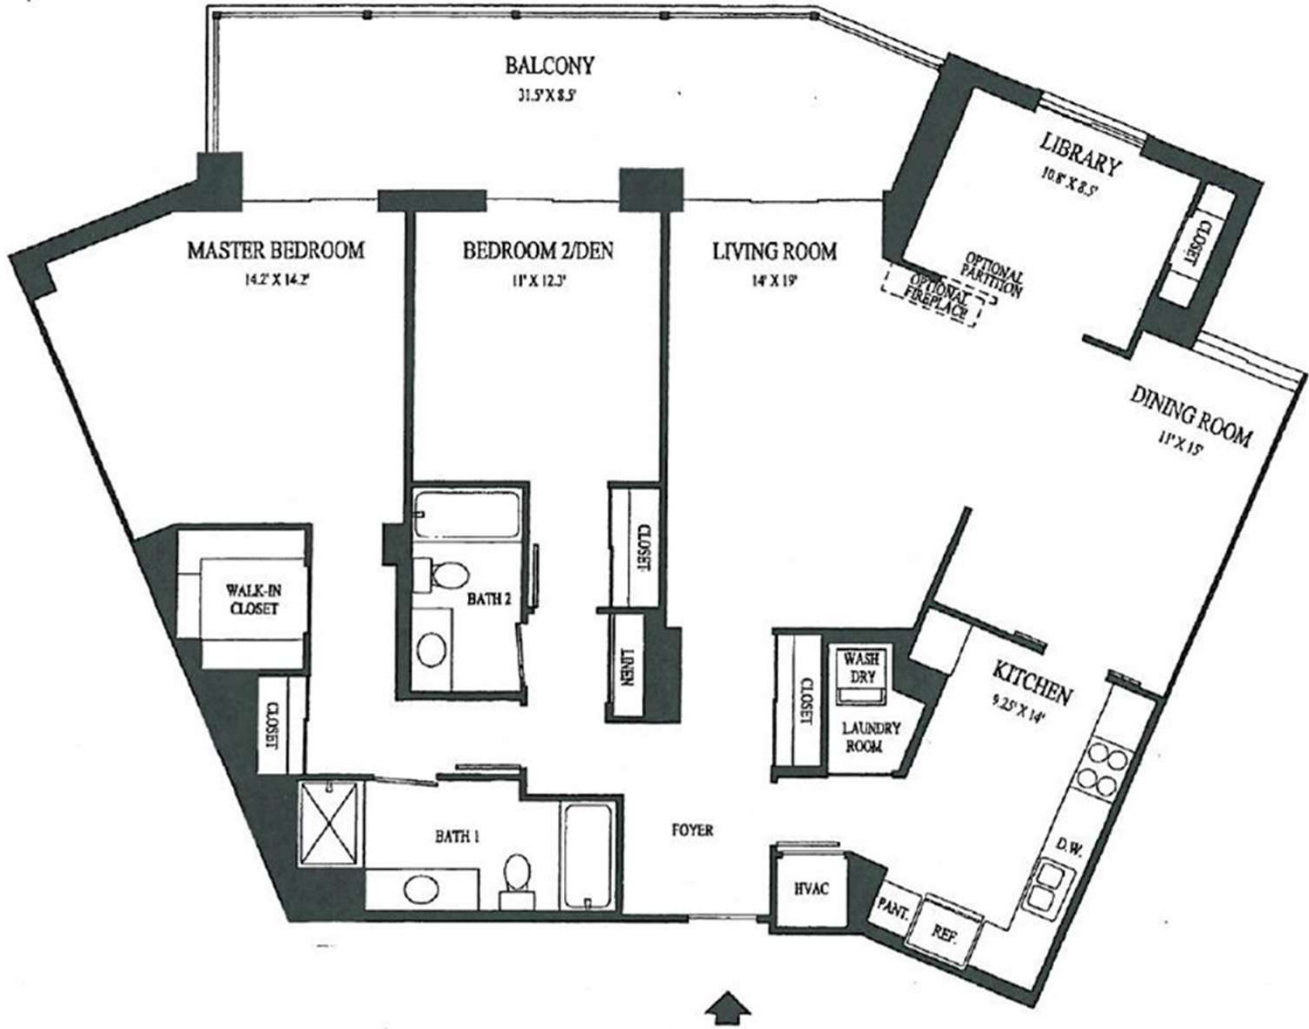 BALCONY
31.5' X 8.5'
LIBRARY
10.8' X 8.5'
CLOSET
MASTER BEDROOM
14.2' X 14.2'
BEDROOM 2/DEN
11' X 12.3'
LIVING ROOM
14' X 19'
OPTIONAL
PARTITION
OPTIONAL
FIREPLACE
DINING ROOM
11' X 15'
WALK-IN
CLOSET
BATH 2
CLOSET
LINEN
CLOSET
WASH
DRY
LAUNDRY
ROOM
KITCHEN
9.25' X 14'
CLOSET
BATH 1
FOYER
HVAC
PANT.
REF.
D.W.